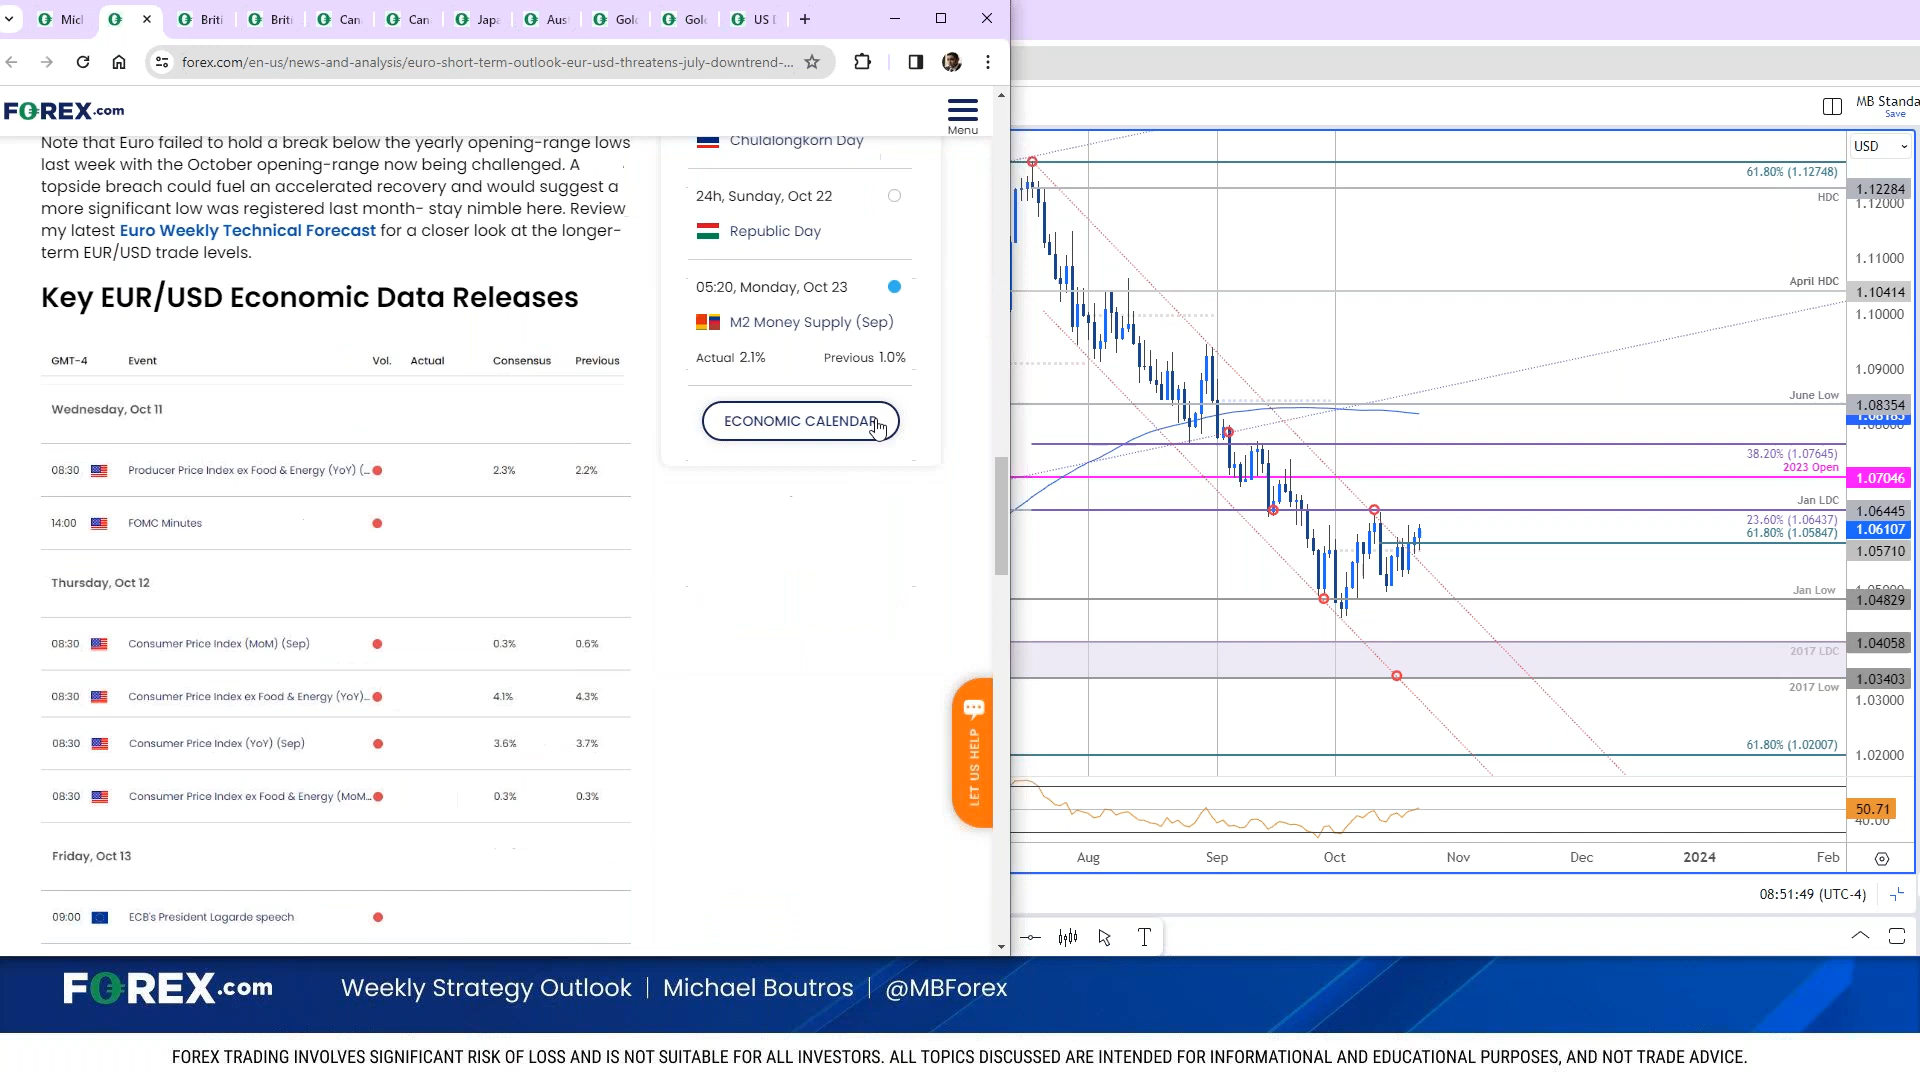 Mich
Briti
Briti
Can
Can
Japa
Aus
Gold
Gold
US D
forex.com/en-us/news-and-analysis/euro-short-term-outlook-eur-usd-threatens-july-downtrend-...
FOREX.com
Menu
Note that Euro failed to hold a break below the yearly opening-range lows
last week with the October opening-range now being challenged. A
topside breach could fuel an accelerated recovery and would suggest a
more significant low was registered last month- stay nimble here. Review
my latest Euro Weekly Technical Forecast for a closer look at the longer-
term EUR/USD trade levels.
Key EUR/USD Economic Data Releases
GMT-4 Event Vol. Actual Consensus Previous
Wednesday, Oct 11
08:30 Producer Price Index ex Food & Energy (YoY) (... 2.3% 2.2%
14:00 FOMC Minutes
Thursday, Oct 12
08:30 Consumer Price Index (MoM) (Sep) 0.3% 0.6%
08:30 Consumer Price Index ex Food & Energy (YoY)... 4.1% 4.3%
08:30 Consumer Price Index (YoY) (Sep) 3.6% 3.7%
08:30 Consumer Price Index ex Food & Energy (MoM... 0.3% 0.3%
Friday, Oct 13
09:00 ECB's President Lagarde speech
Chulalongkorn Day
24h, Sunday, Oct 22
Republic Day
05:20, Monday, Oct 23
M2 Money Supply (Sep)
Actual 2.1% Previous 1.0%
ECONOMIC CALENDAR
LET US HELP
MB Standa
Save
USD
61.80% (1.12748)
1.12284
HDC
1.12000
1.11000
April HDC
1.10414
1.10000
1.09000
June Low
1.08354
38.20% (1.07645)
2023 Open
1.07046
Jan LDC
1.06445
23.60% (1.06437)
61.80% (1.05847)
1.06107
1.05710
Jan Low
1.04829
1.04058
2017 LDC
1.03403
2017 Low
1.03000
61.80% (1.02007)
1.02000
50.71
40.00
Aug Sep Oct Nov Dec 2024 Feb
08:51:49 (UTC-4)
FOREX.com Weekly Strategy Outlook | Michael Boutros | @MBForex
FOREX TRADING INVOLVES SIGNIFICANT RISK OF LOSS AND IS NOT SUITABLE FOR ALL INVESTORS. ALL TOPICS DISCUSSED ARE INTENDED FOR INFORMATIONAL AND EDUCATIONAL PURPOSES, AND NOT TRADE ADVICE.